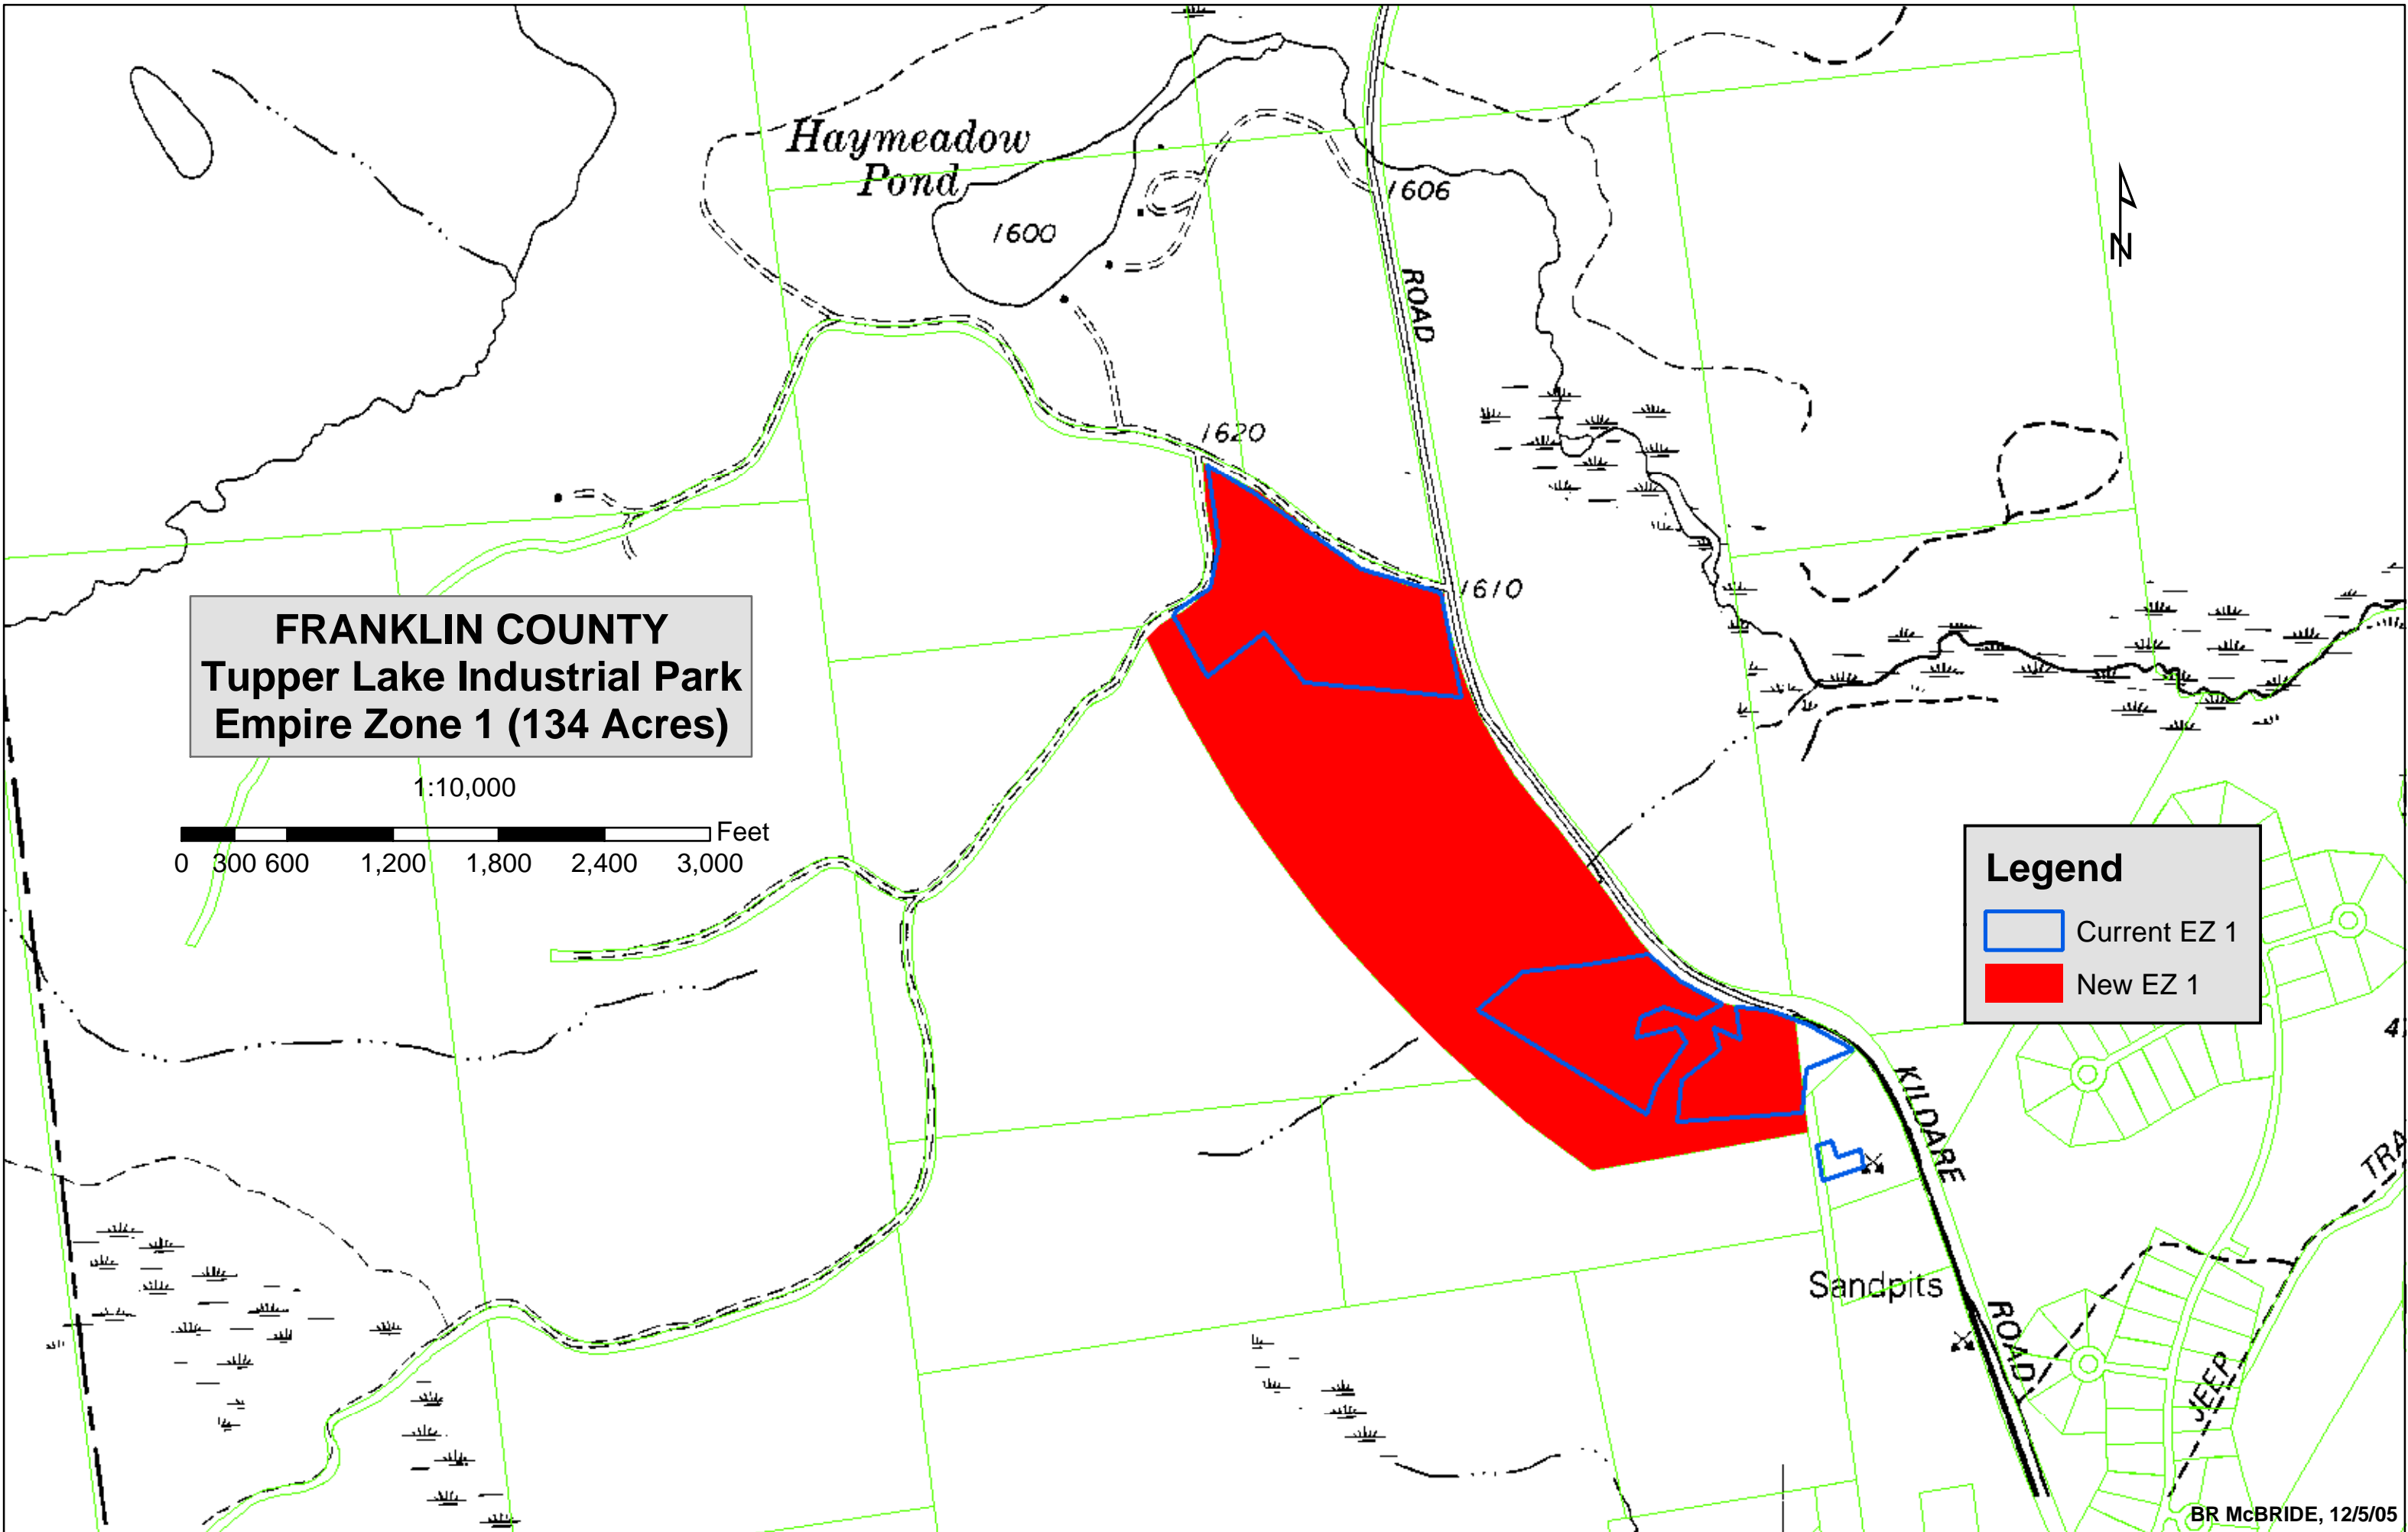 Haymeadow
Pond
1600
1606
ROAD
N
1620
1610
FRANKLIN COUNTY
Tupper Lake Industrial Park
Empire Zone 1 (134 Acres)
1:10,000
Feet
0 300 600 1,200 1,800 2,400 3,000
Legend
Current EZ 1
New EZ 1
4
KILDARE
ROAD
TRA
Sandpits
JEEP
BR McBRIDE, 12/5/05